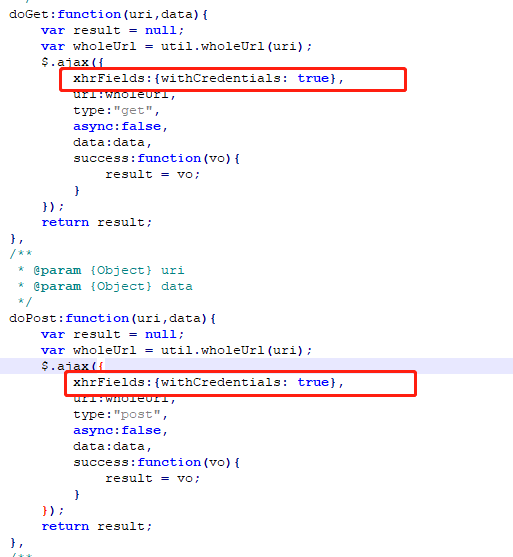 doGet:function(uri,data){
var result = null;
var wholeUrl = util.wholeUrl(uri);
$.ajax({
xhrFields:{withCredentials: true},
url:wholeUrl,
type:"get",
async:false,
data:data,
success:function(vo){
result = vo;
}
});
return result;
},
/**
* @param {Object} uri
* @param {Object} data
*/
doPost:function(uri,data){
var result = null;
var wholeUrl = util.wholeUrl(uri);
$.ajax({
xhrFields:{withCredentials: true},
url:wholeUrl,
type:"post",
async:false,
data:data,
success:function(vo){
result = vo;
}
});
return result;
},
/**